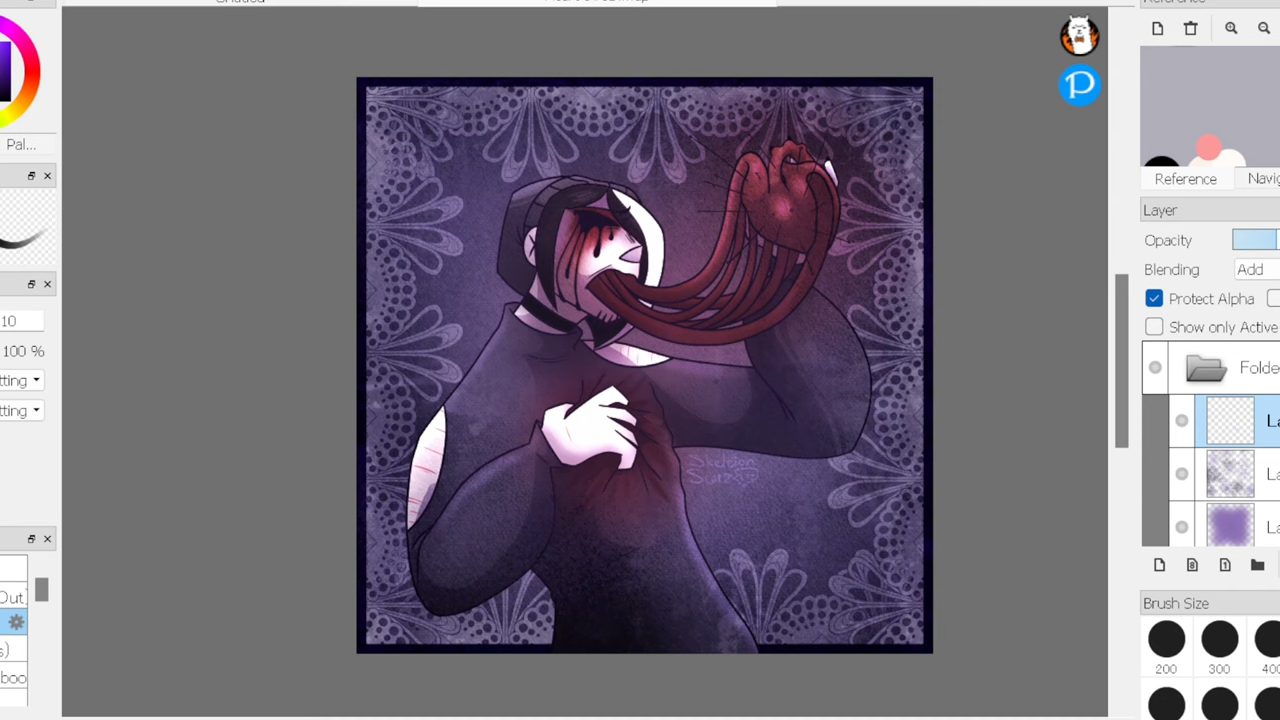 Reference
Pal...
Reference
Navig
Layer
10
Opacity
Blending
Add
100 %
Protect Alpha
Show only Active
tting
Folde
tting
La
Skeleton
La
La
Out
Brush Size
s)
boo
200
300
400